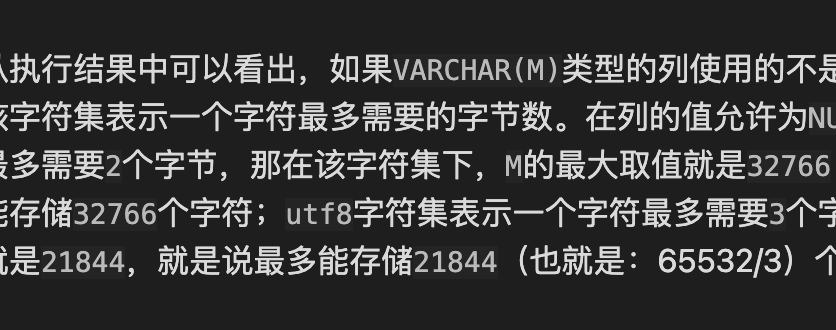 从执行结果中可以看出，如果VARCHAR(M)类型的列使用的不是
该字符集表示一个字符最多需要的字节数。在列的值允许为NU
最多需要2个字节，那在该字符集下，M的最大取值就是32766
能存储32766个字符；utf8字符集表示一个字符最多需要3个字
就是21844，就是说最多能存储21844（也就是：65532/3）个